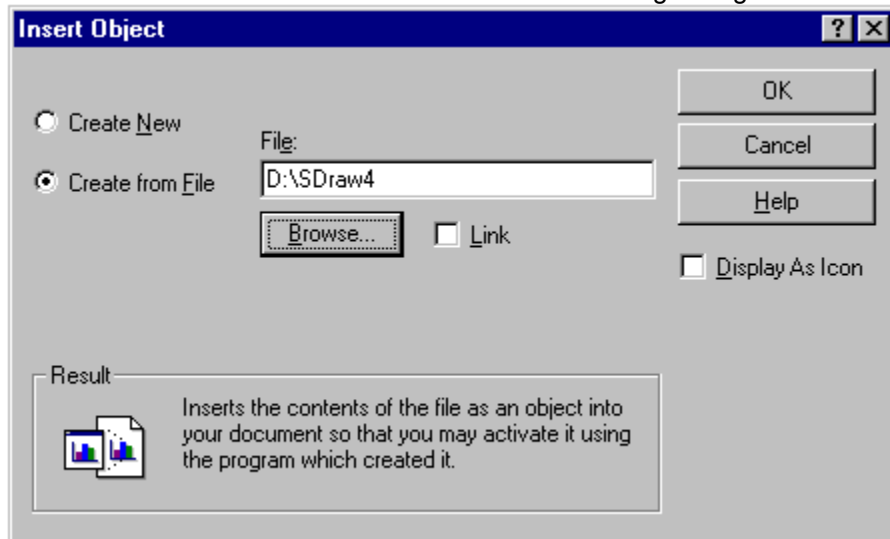 Insert Object
Create New
Create from File
File:
D:\SDraw4
Browse...
Link
OK
Cancel
Help
Display As Icon
Result
Inserts the contents of the file as an object into
your document so that you may activate it using
the program which created it.